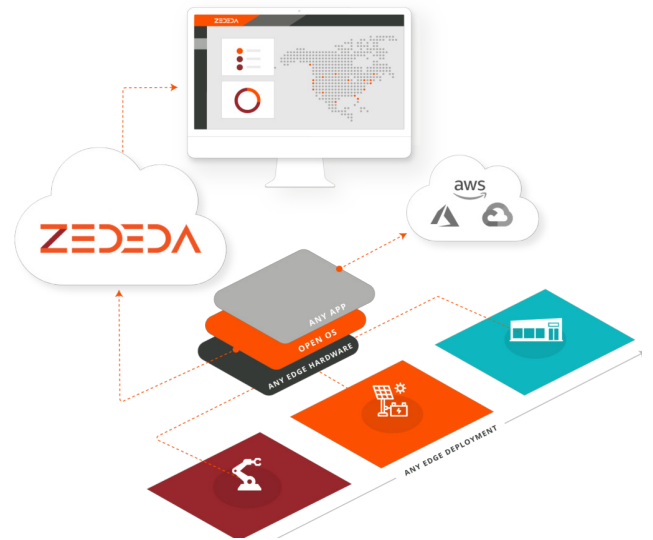 ZEDEDA
aws
ZEDEDA
ANY APP
OPEN OS
ANY EDGE HARDWARE
ANY EDGE DEPLOYMENT